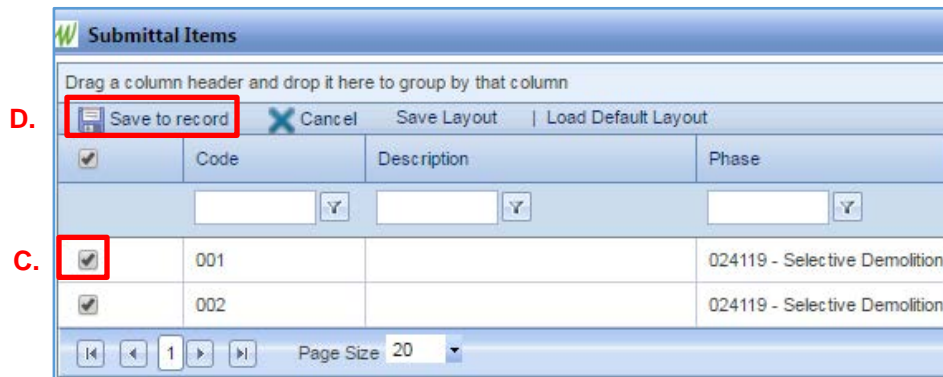 Submittal Items
Drag a column header and drop it here to group by that column
D. Save to record Cancel Save Layout | Load Default Layout
Code Description Phase
C. 001 024119 - Selective Demolition
002 024119 - Selective Demolition
1 Page Size 20